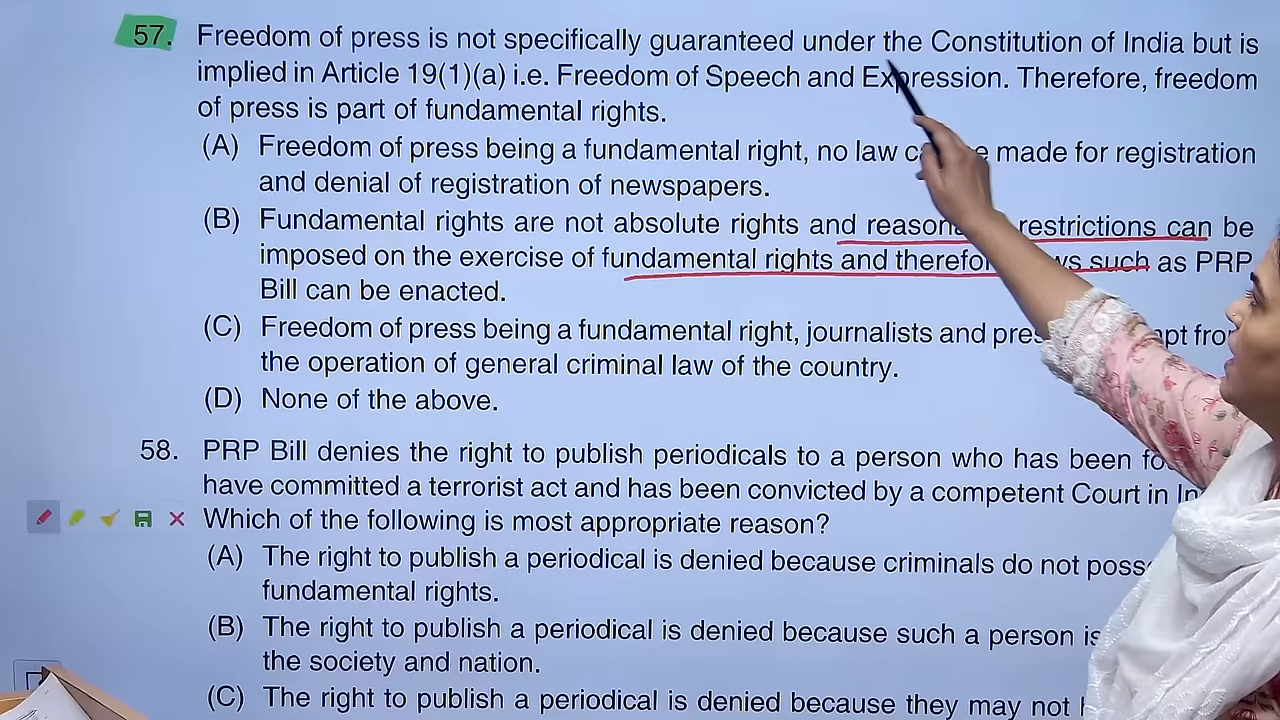 57. Freedom of press is not specifically guaranteed under the Constitution of India but is
implied in Article 19(1)(a) i.e. Freedom of Speech and Expression. Therefore, freedom
of press is part of fundamental rights.
(A) Freedom of press being a fundamental right, no law made for registration
and denial of registration of newspapers.
(B) Fundamental rights are not absolute rights and restrictions can be
imposed on the exercise of fundamental rights and such as PRP
Bill can be enacted.
(C) Freedom of press being a fundamental right, journalists and
the operation of general criminal law of the country.
(D) None of the above.
58. PRP Bill denies the right to publish periodicals to a person who has been
have committed a terrorist act and has been convicted by a competent Court in
Which of the following is most appropriate reason?
(A) The right to publish a periodical is denied because criminals do not
fundamental rights.
(B) The right to publish a periodical is denied because such a person is
the society and nation.
(C) The right to publish a periodical is denied because they may not